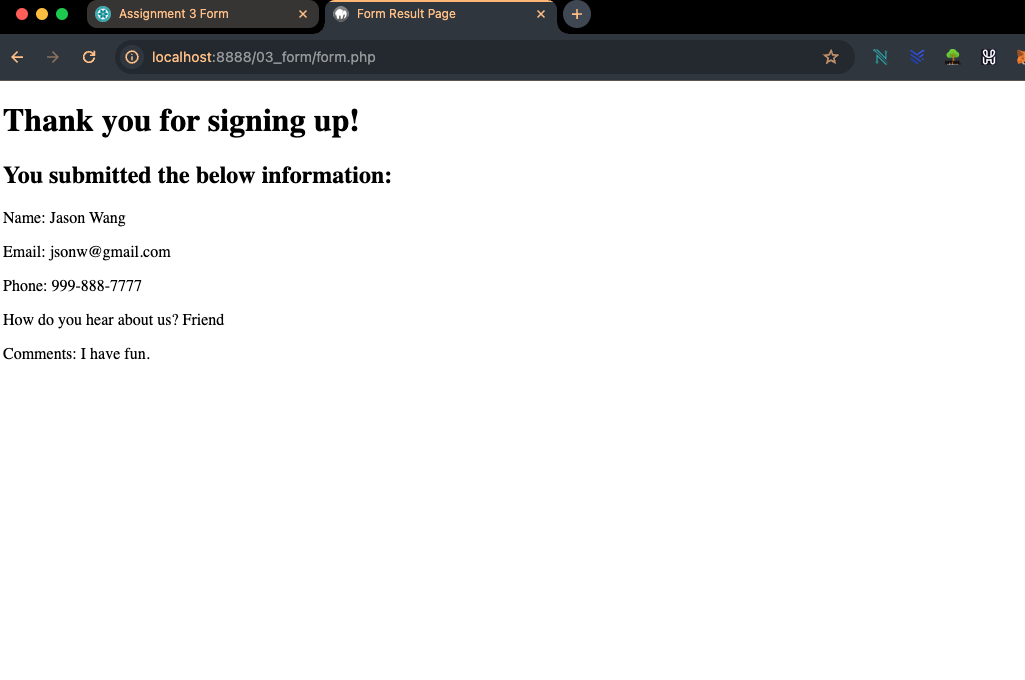 Assignment 3 Form
Form Result Page
localhost:8888/03_form/form.php
Thank you for signing up!
You submitted the below information:
Name: Jason Wang
Email: jsonw@gmail.com
Phone: 999-888-7777
How do you hear about us? Friend
Comments: I have fun.